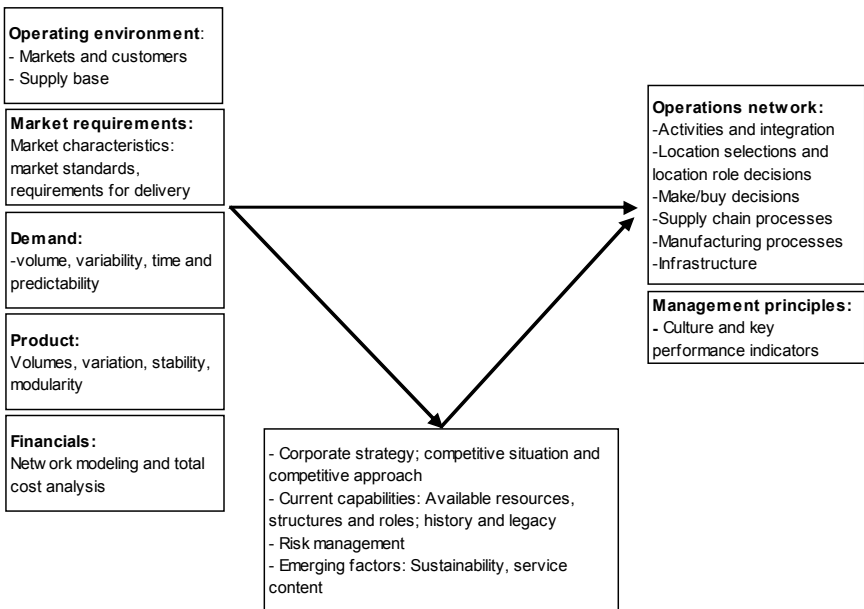 Operating environment:
- Markets and customers
- Supply base
Market requirements:
Market characteristics:
market standards,
requirements for delivery
Demand:
-volume, variability, time and
predictability
Product:
Volumes, variation, stability,
modularity
Financials:
Network modeling and total
cost analysis
- Corporate strategy; competitive situation and
competitive approach
- Current capabilities: Available resources,
structures and roles; history and legacy
- Risk management
- Emerging factors: Sustainability, service
content
Operations network:
-Activities and integration
-Location selections and
location role decisions
-Make/buy decisions
-Supply chain processes
-Manufacturing processes
-Infrastructure
Management principles:
- Culture and key
performance indicators